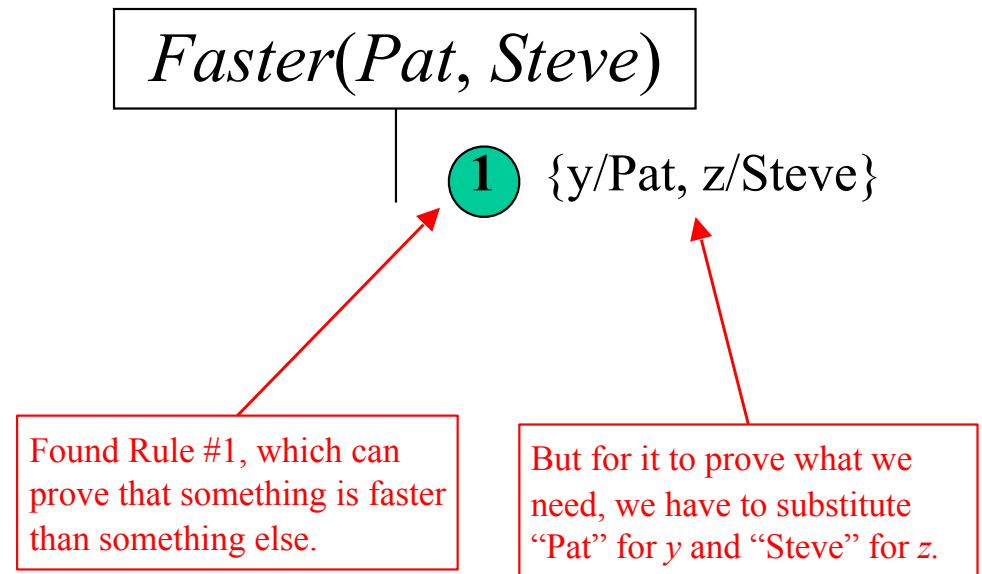 Faster(Pat, Steve)
1 {y/Pat, z/Steve}
Found Rule #1, which can
prove that something is faster
than something else.
But for it to prove what we
need, we have to substitute
“Pat” for y and “Steve” for z.